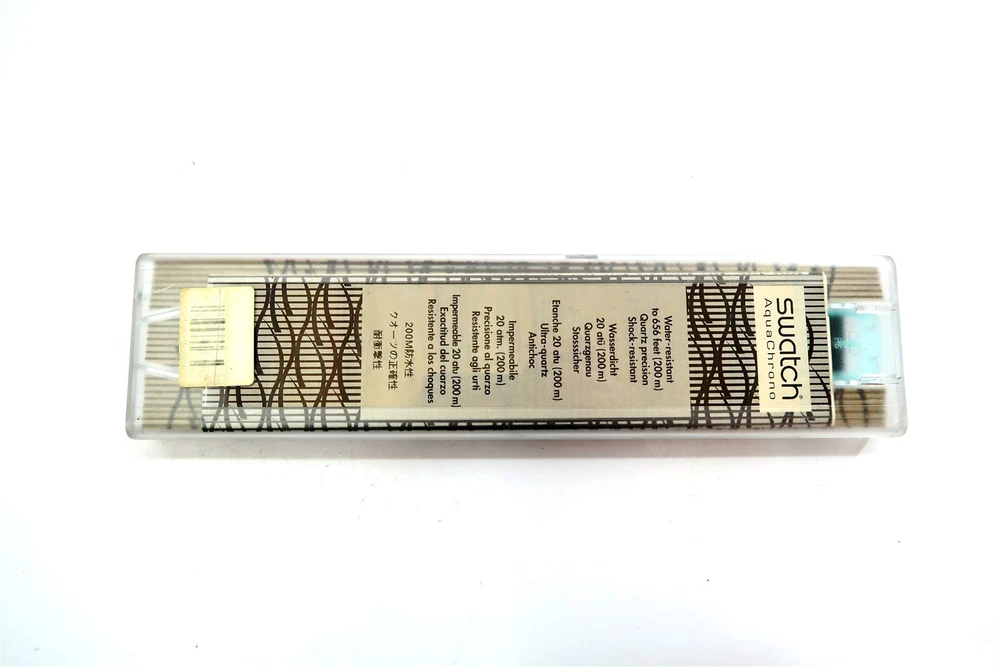 swatch®
AquaChrono
Water-resistant
to 656 feet (200 m)
Quartz precision
Shock-resistant
Wasserdicht
20 atü (200 m)
Quarzgenau
Stosssicher
Etanche 20 atu (200 m)
Ultra-quartz
Antichoc
Impermeabile
20 atm. (200 m)
Precisione al quarzo
Resistente agli urti
Impermeable 20 atu (200 m)
Exactitud del cuarzo
Resistente a los choques
200M防水性
クオーツの正確性
耐衝撃性